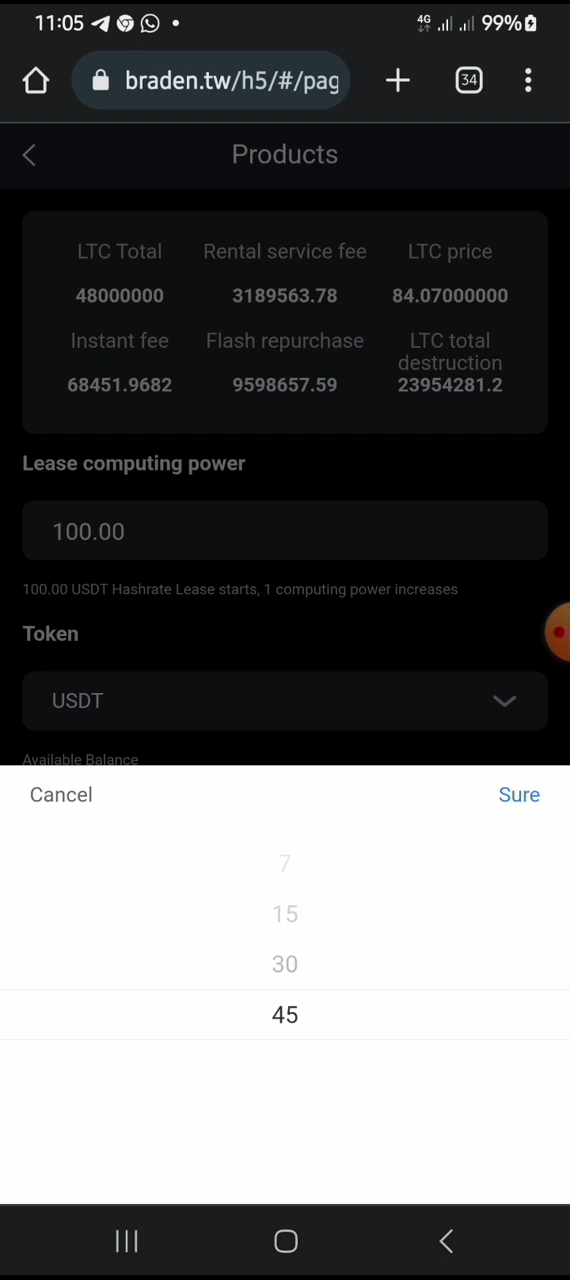 11:05 4G 99%
braden.tw/h5/#/pag 34
Products
LTC Total Rental service fee LTC price
48000000 3189563.78 84.07000000
Instant fee Flash repurchase LTC total destruction
68451.9682 9598657.59 23954281.2
Lease computing power
100.00
100.00 USDT Hashrate Lease starts, 1 computing power increases
Token
USDT
Available Balance
Cancel Sure
7
15
30
45